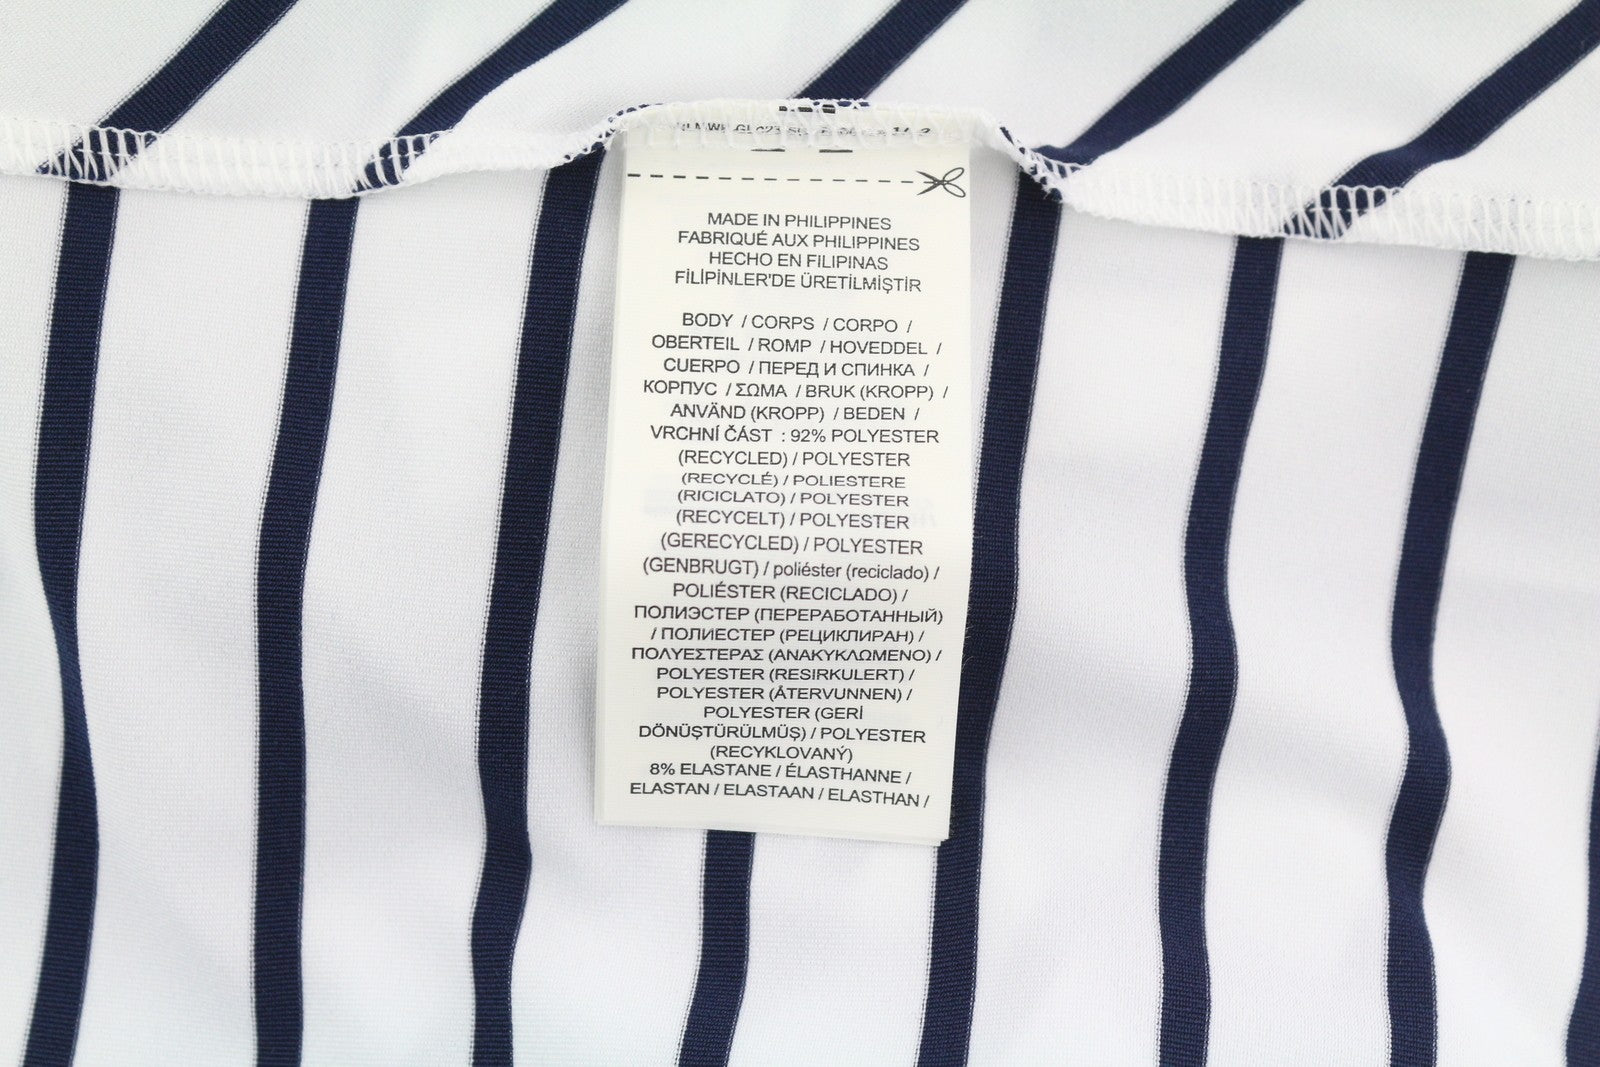 MADE IN PHILIPPINES
FABRIQUÉ AUX PHILIPPINES
HECHO EN FILIPINAS
FİLİPİNLER'DE ÜRETİLMİŞTİR
BODY / CORPS / CORPO /
OBERTEIL / ROMP / HOVEDDEL /
CUERPO / ПЕРЕД И СПИНКА /
КОРПУС / ΣΩΜΑ / BRUK (KROPP) /
ANVÄND (KROPP) / BEDEN /
VRCHNÍ ČÁST : 92% POLYESTER
(RECYCLED) / POLYESTER
(RECYCLÉ) / POLIESTERE
(RICICLATO) / POLYESTER
(RECYCELT) / POLYESTER
(GERECYCLED) / POLYESTER
(GENBRUGT) / poliéster (reciclado) /
POLIÉSTER (RECICLADO) /
ПОЛИЭСТЕР (ПЕРЕРАБОТАННЫЙ)
/ ПОЛИЕСТЕР (РЕЦИКЛИРАН) /
ΠΟΛΥΕΣΤΕΡΑΣ (ΑΝΑΚΥΚΛΩΜΕΝΟ) /
POLYESTER (RESIRKULERT) /
POLYESTER (ÅTERVUNNEN) /
POLYESTER (GERİ
DÖNÜŞTÜRÜLMÜŞ) / POLYESTER
(RECYKLOVANÝ)
8% ELASTANE / ÉLASTHANNE /
ELASTAN / ELASTAAN / ELASTHAN /